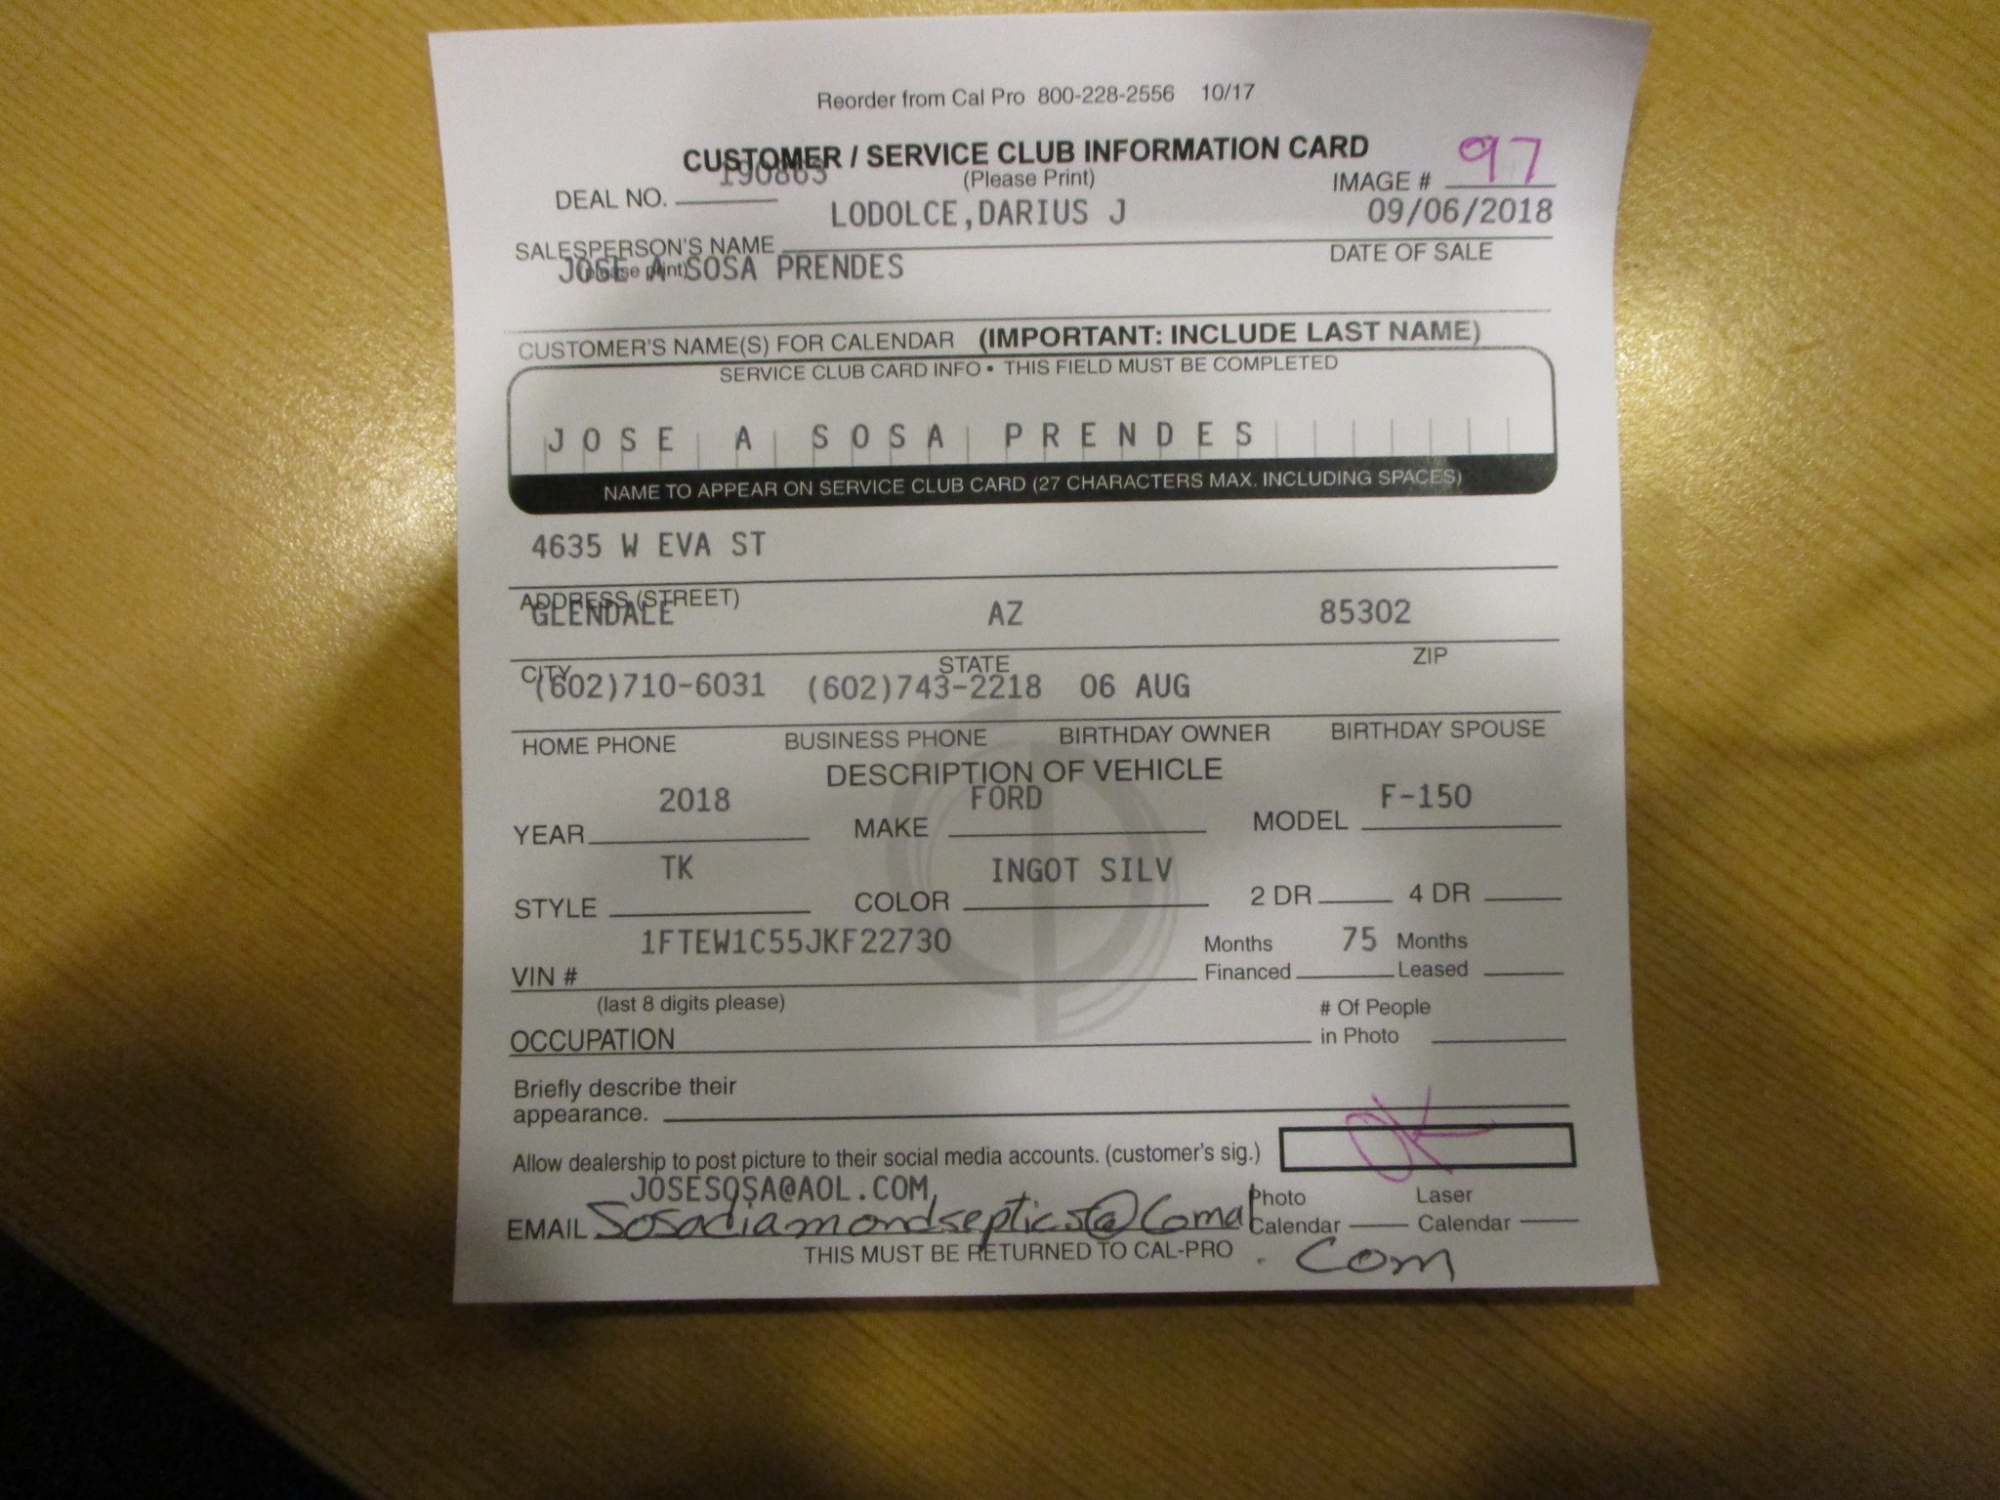 Reorder from Cal Pro 800-228-2556 10/17
CUSTOMER / SERVICE CLUB INFORMATION CARD
(Please Print)
DEAL NO. 190863
IMAGE # 97
LODOLCE,DARIUS J 09/06/2018
SALESPERSON'S NAME DATE OF SALE
(please print)
JOSE A SOSA PRENDES
CUSTOMER'S NAME(S) FOR CALENDAR (IMPORTANT: INCLUDE LAST NAME)
SERVICE CLUB CARD INFO • THIS FIELD MUST BE COMPLETED
JOSE A SOSA PRENDES
NAME TO APPEAR ON SERVICE CLUB CARD (27 CHARACTERS MAX. INCLUDING SPACES)
4635 W EVA ST
ADDRESS (STREET)
GLENDALE AZ 85302
CITY STATE ZIP
(602)710-6031 (602)743-2218 06 AUG
HOME PHONE BUSINESS PHONE BIRTHDAY OWNER BIRTHDAY SPOUSE
DESCRIPTION OF VEHICLE
2018 FORD F-150
YEAR MAKE MODEL
TK INGOT SILV
STYLE COLOR 2 DR 4 DR
1FTEW1C55JKF22730 Months 75 Months
VIN # Financed Leased
(last 8 digits please) # Of People
OCCUPATION in Photo
Briefly describe their
appearance.
Allow dealership to post picture to their social media accounts. (customer's sig.) OK
JOSESOSA@AOL.COM, Photo Laser
EMAIL Calendar Calendar
THIS MUST BE RETURNED TO CAL-PRO . Com